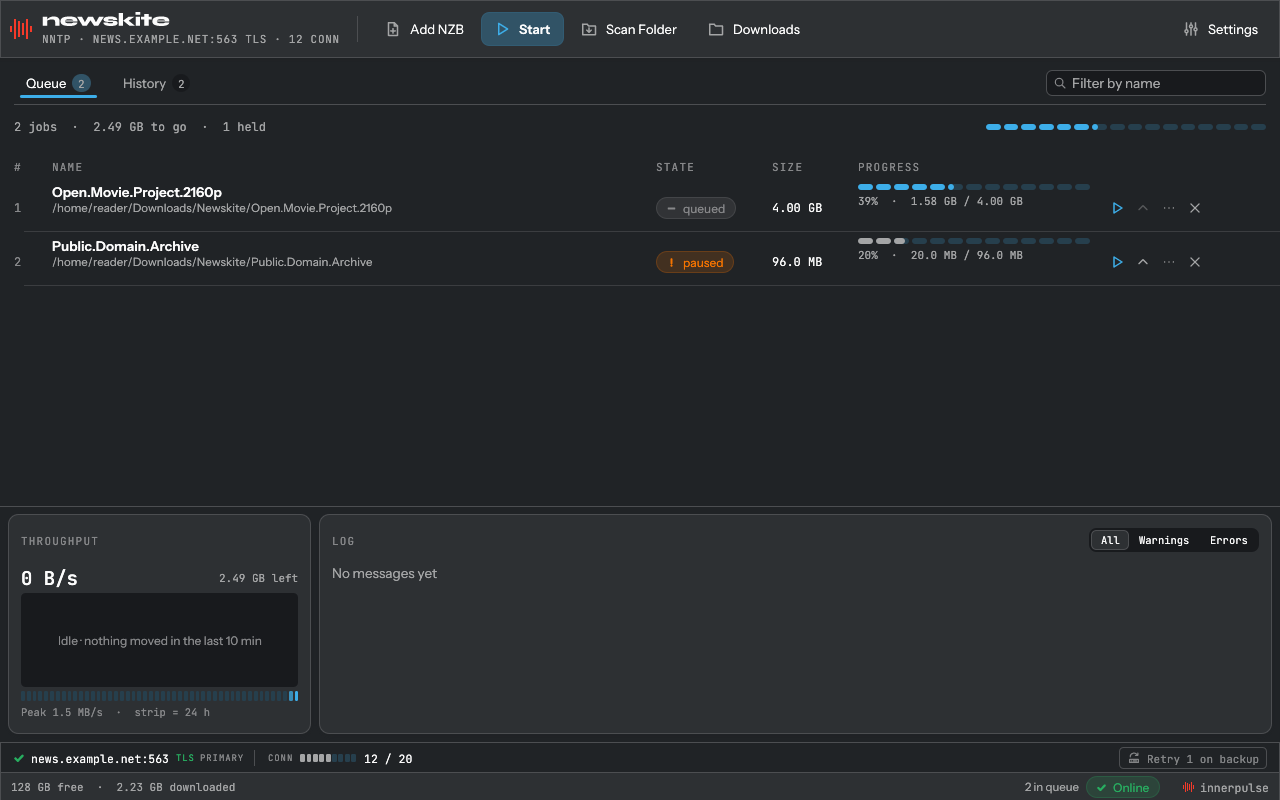 newskite
NNTP · NEWS.EXAMPLE.NET:563 TLS · 12 CONN
Add NZB
Start
Scan Folder
Downloads
Settings
Queue 2
History 2
Filter by name
2 jobs · 2.49 GB to go · 1 held
# NAME STATE SIZE PROGRESS
Open.Movie.Project.2160p
1 /home/reader/Downloads/Newskite/Open.Movie.Project.2160p
queued
4.00 GB
39% · 1.58 GB / 4.00 GB
Public.Domain.Archive
2 /home/reader/Downloads/Newskite/Public.Domain.Archive
! paused
96.0 MB
20% · 20.0 MB / 96.0 MB
THROUGHPUT
0 B/s 2.49 GB left
Idle · nothing moved in the last 10 min
Peak 1.5 MB/s · strip = 24 h
LOG
All Warnings Errors
No messages yet
news.example.net:563 TLS PRIMARY CONN 12 / 20
Retry 1 on backup
128 GB free · 2.23 GB downloaded
2 in queue
Online
innerpulse